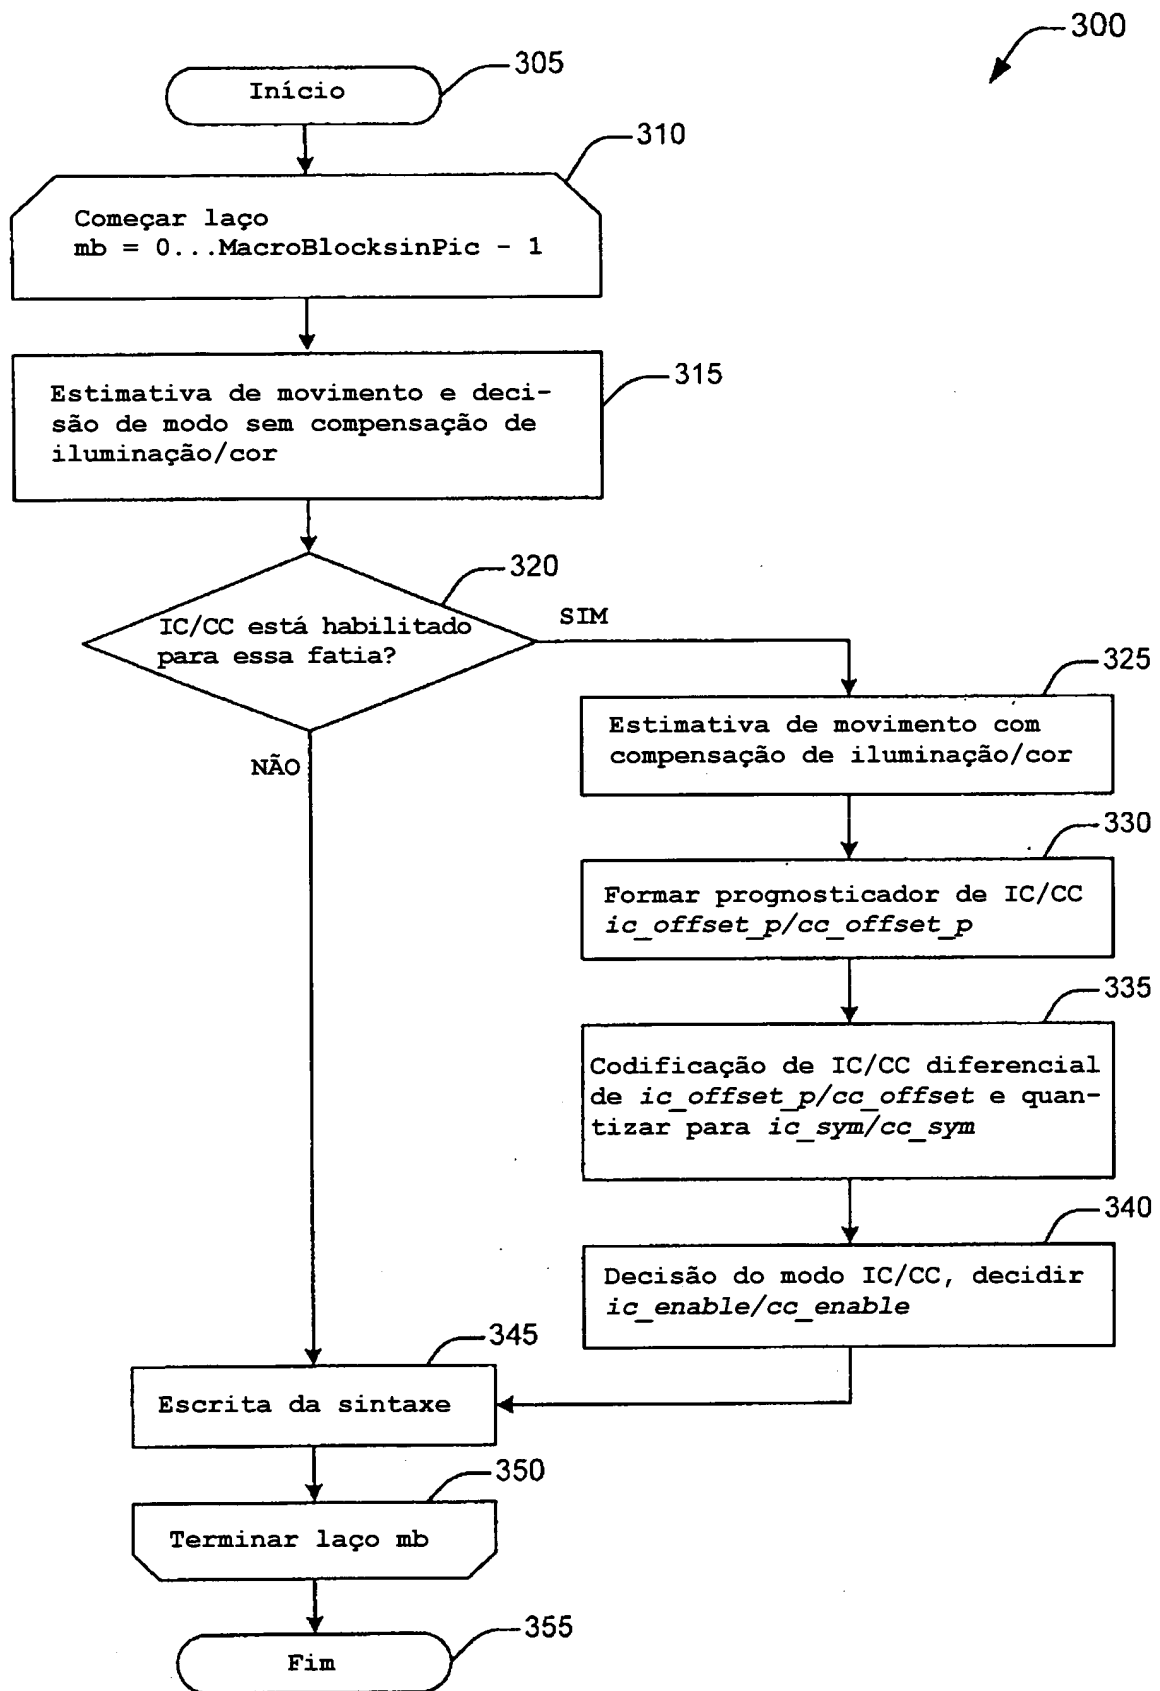 300
305
Início
310
Começar laço
mb = 0...MacroBlocksinPic - 1
315
Estimativa de movimento e deci-
são de modo sem compensação de
iluminação/cor
320
IC/CC está habilitado
para essa fatia?
SIM
NÃO
325
Estimativa de movimento com
compensação de iluminação/cor
330
Formar prognosticador de IC/CC
ic_offset_p/cc_offset_p
335
Codificação de IC/CC diferencial
de ic_offset_p/cc_offset e quan-
tizar para ic_sym/cc_sym
340
Decisão do modo IC/CC, decidir
ic_enable/cc_enable
345
Escrita da sintaxe
350
Terminar laço mb
355
Fim